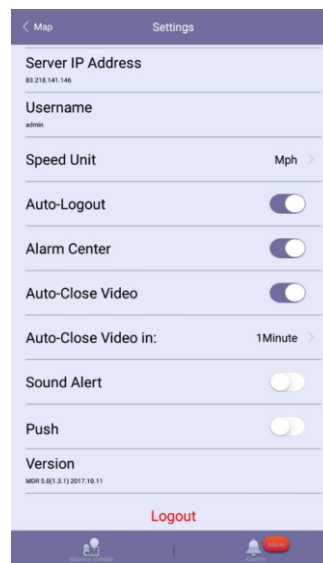 Map Settings
Server IP Address
83.218.141.146
Username
admin
Speed Unit Mph
Auto-Logout
Alarm Center
Auto-Close Video
Auto-Close Video in: 1Minute
Sound Alert
Push
Version
MDR 5.0(1.3.1) 2017.10.11
Logout
Monitor Vehicle Alarms Alarm